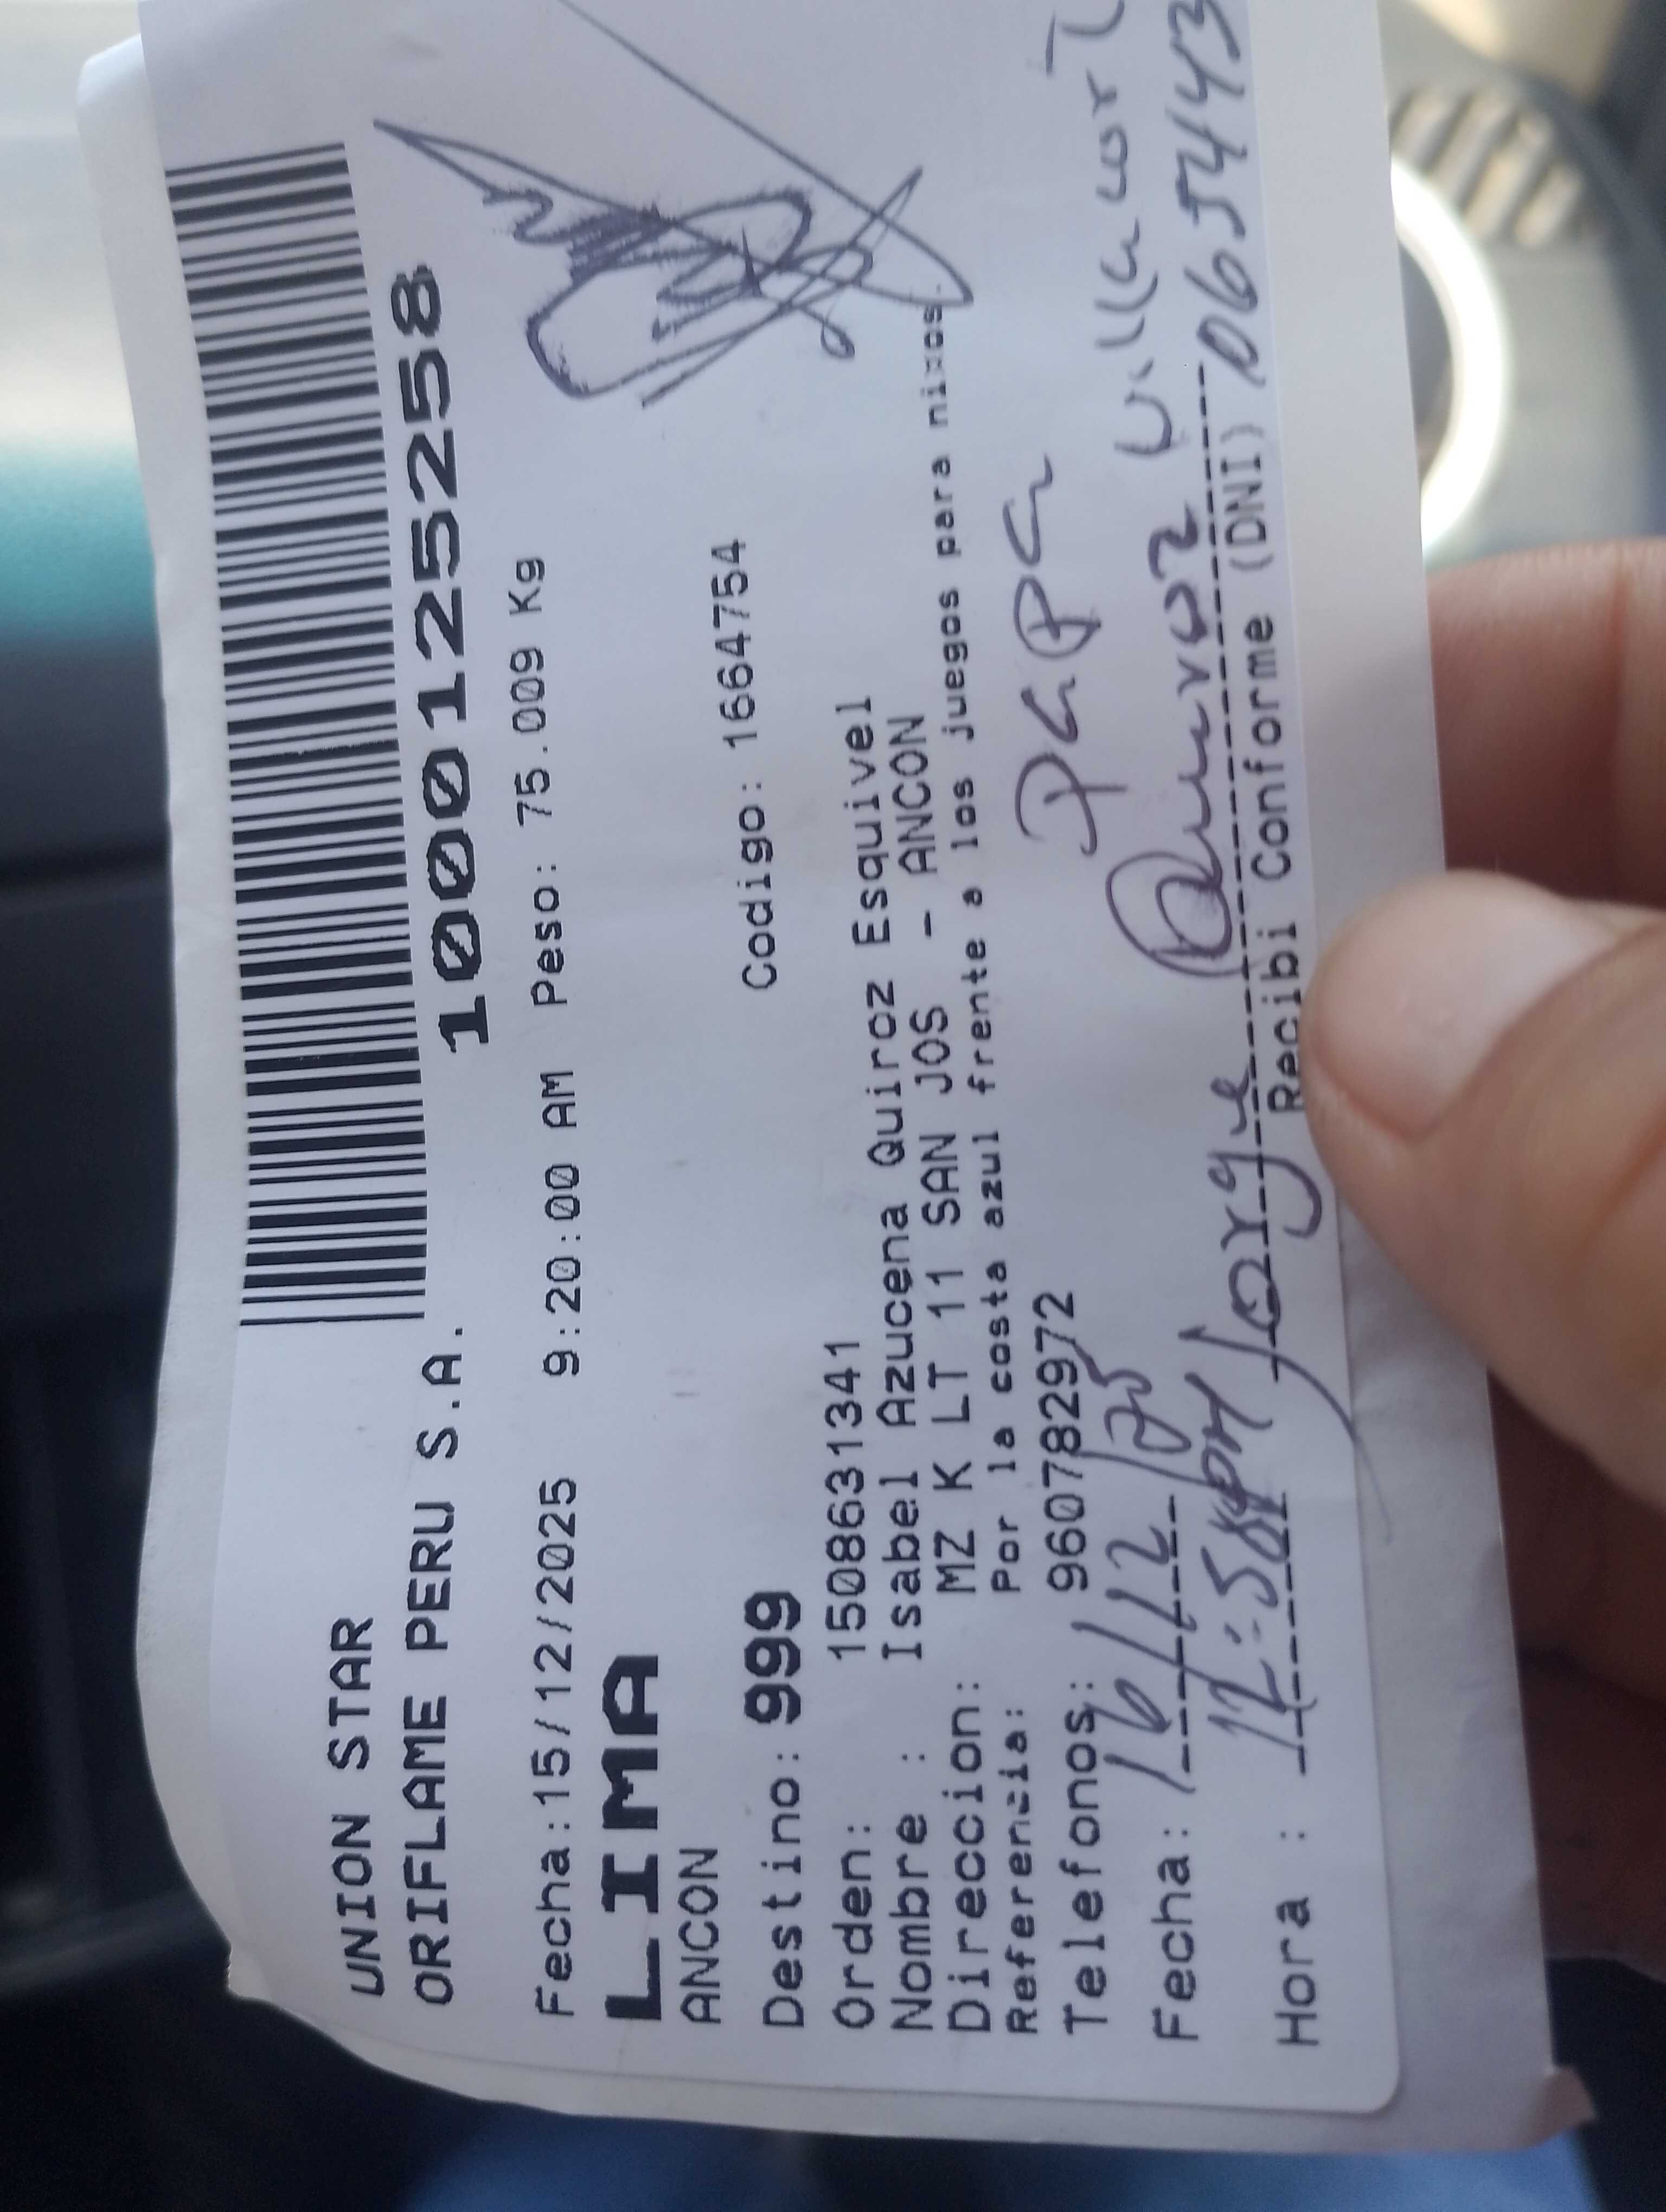 UNION STAR
ORIFLAME PERU S.A.
1000125258
Fecha:15/12/2025 9:20:00 AM Peso: 75.009 Kg
LIMA
ANCON
Destino: 999 Codigo: 1664754
Orden: 1508631341
Nombre : Isabel Azucena Quiroz Esquivel
Direccion: MZ K LT 11 SAN JOS - ANCON
Referencia: Por la costa azul frente a los juegos para nixos.
Telefonos: 960782972
Papa
Fecha: 16/12/25
Jorge Quiroz
Hora : 12:58PM
Recibi Conforme (DNI)